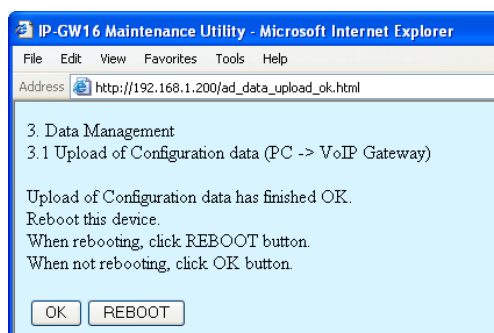 IP-GW16 Maintenance Utility - Microsoft Internet Explorer
File Edit View Favorites Tools Help
Address http://192.168.1.200/ad_data_upload_ok.html
3. Data Management
3.1 Upload of Configuration data (PC -> VoIP Gateway)
Upload of Configuration data has finished OK.
Reboot this device.
When rebooting, click REBOOT button.
When not rebooting, click OK button.
OK REBOOT